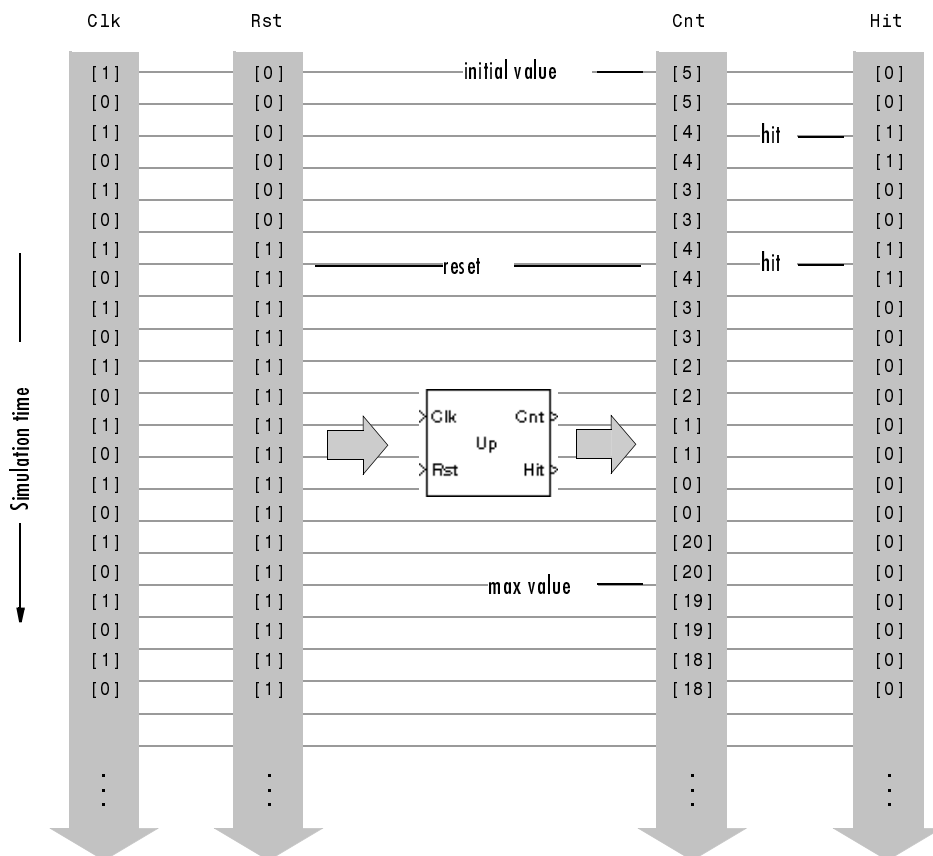 Clk Rst Cnt Hit
[1] [0] initial value [5] [0]
[0] [0] [5] [0]
[1] [0] [4] hit [1]
[0] [0] [4] [1]
[1] [0] [3] [0]
[0] [0] [3] [0]
[1] [1] [4] [1]
reset hit
[0] [1] [4] [1]
[1] [1] [3] [0]
[0] [1] [3] [0]
[1] [1] [2] [0]
[0] [1] [2] [0]
Clk Cnt
[1] [1] [1] [0]
Up
[0] [1] [1] [0]
Rst Hit
[1] [1] [0] [0]
[0] [1] [0] [0]
[1] [1] [20] [0]
[0] [1] [20] [0]
max value
[1] [1] [19] [0]
[0] [1] [19] [0]
[1] [1] [18] [0]
[0] [1] [18] [0]
Simulation time